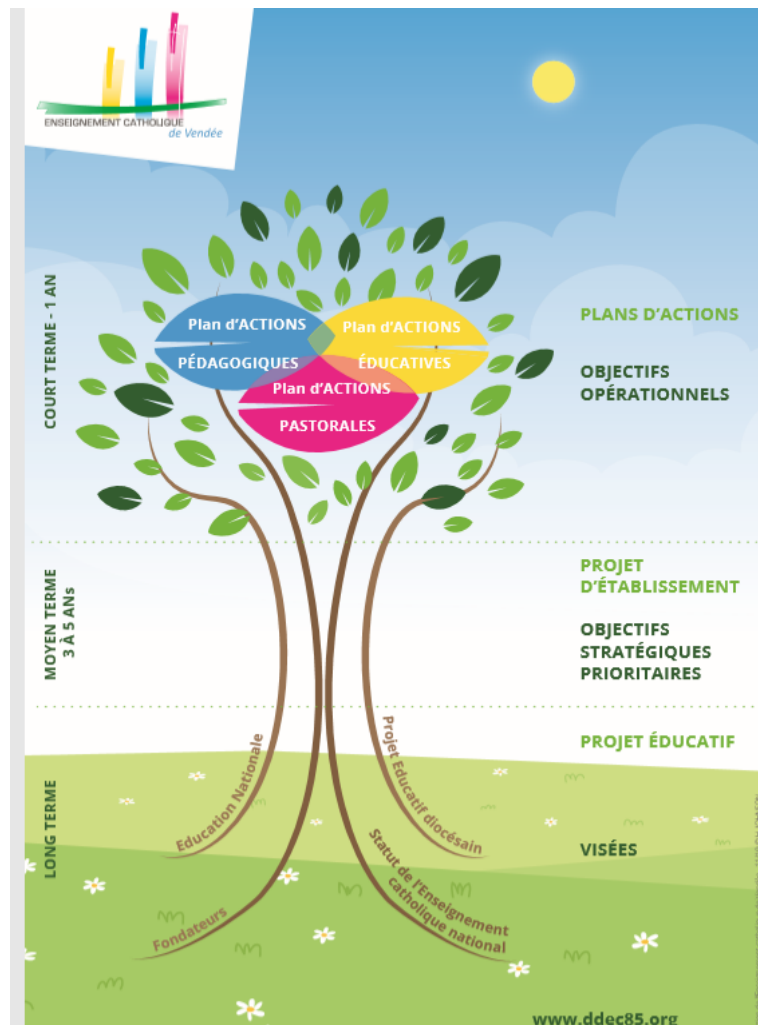 ENSEIGNEMENT CATHOLIQUE
de Vendée
COURT TERME - 1 AN
Plan d'ACTIONS
PÉDAGOGIQUES
Plan d'ACTIONS
ÉDUCATIVES
Plan d'ACTIONS
PASTORALES
PLANS D'ACTIONS
OBJECTIFS
OPÉRATIONNELS
MOYEN TERME
3 À 5 ANs
PROJET
D'ÉTABLISSEMENT
OBJECTIFS
STRATÉGIQUES
PRIORITAIRES
LONG TERME
Education Nationale
Projet Educatif diocésain
Fondateurs
Statut de l'Enseignement
catholique national
PROJET ÉDUCATIF
VISÉES
www.ddec85.org